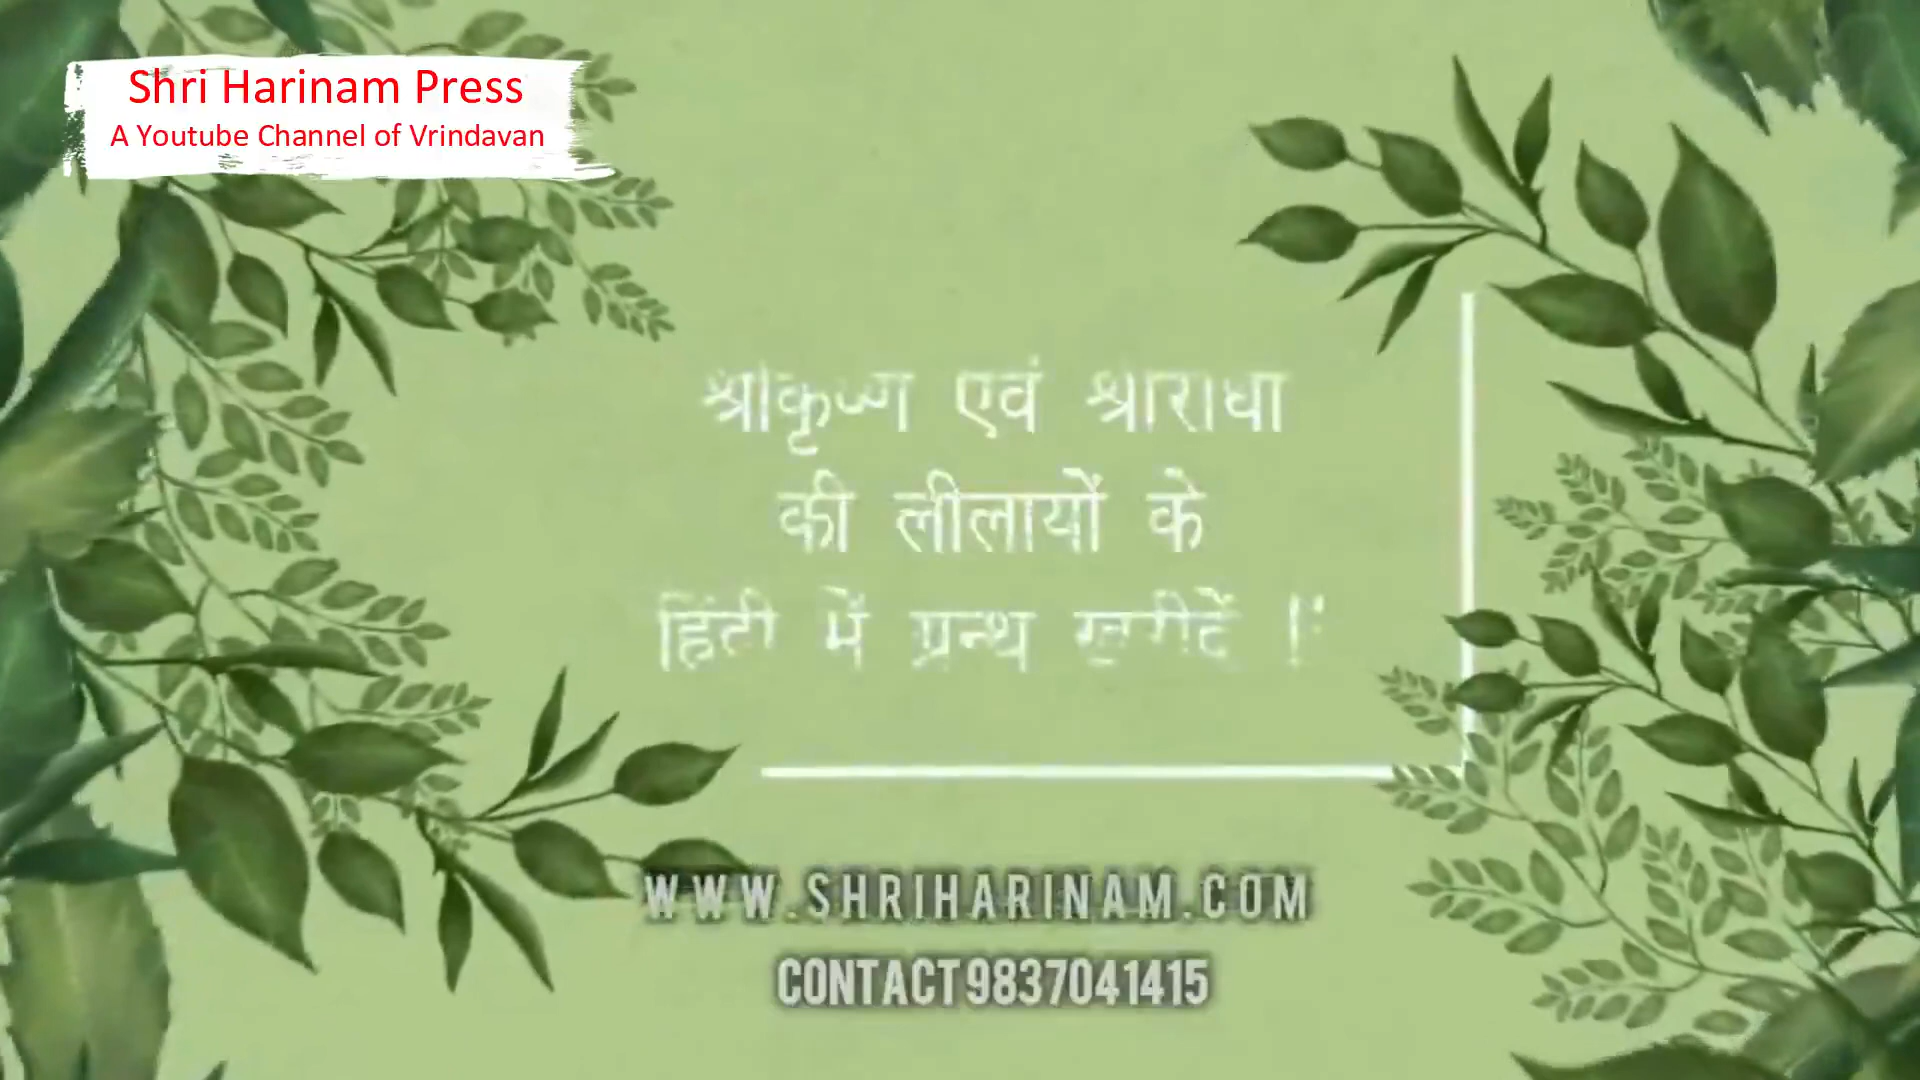 Shri Harinam Press
A Youtube Channel of Vrindavan
श्रीकृष्ण एवं श्रीराधा
की लीलायों के
हिंदी में ग्रन्थ खरीदें !
WWW.SHRIHARINAM.COM
CONTACT 9837041415